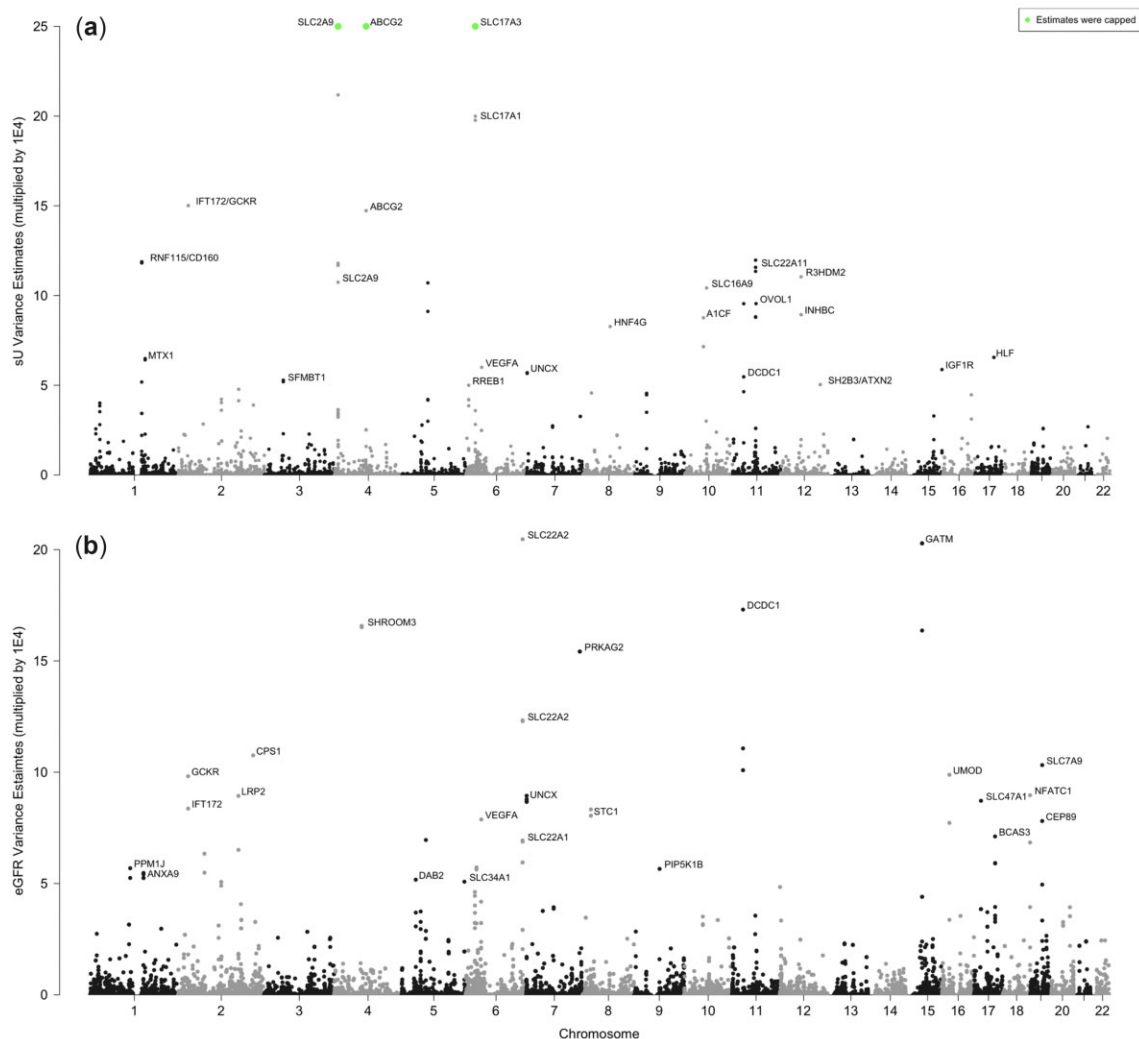 (a)
Estimates were capped
SLC2A9
ABCG2
SLC17A3
SLC17A1
IFT172/GCKR
ABCG2
RNF115/CD160
SLC2A9
SLC22A11
R3HDM2
SLC16A9
OVOL1
INHBC
A1CF
HNF4G
MTX1
VEGFA
UNCX
IGF1R
HLF
SFMBT1
RREB1
DCDC1
SH2B3/ATXN2
25
20
15
10
5
0
sU Variance Estimates (multiplied by 1E4)
1 2 3 4 5 6 7 8 9 10 11 12 13 14 15 16 17 18 20 22
(b)
SLC22A2
GATM
DCDC1
SHROOM3
PRKAG2
SLC22A2
CPS1
SLC7A9
GCKR
UMOD
LRP2
UNCX
NFATC1
IFT172
STC1
SLC47A1
VEGFA
CEP89
SLC22A1
BCAS3
PPM1J
ANXA9
DAB2
SLC34A1
PIP5K1B
20
15
10
5
0
eGFR Variance Estaimtes (multiplied by 1E4)
1 2 3 4 5 6 7 8 9 10 11 12 13 14 15 16 17 18 20 22
Chromosome